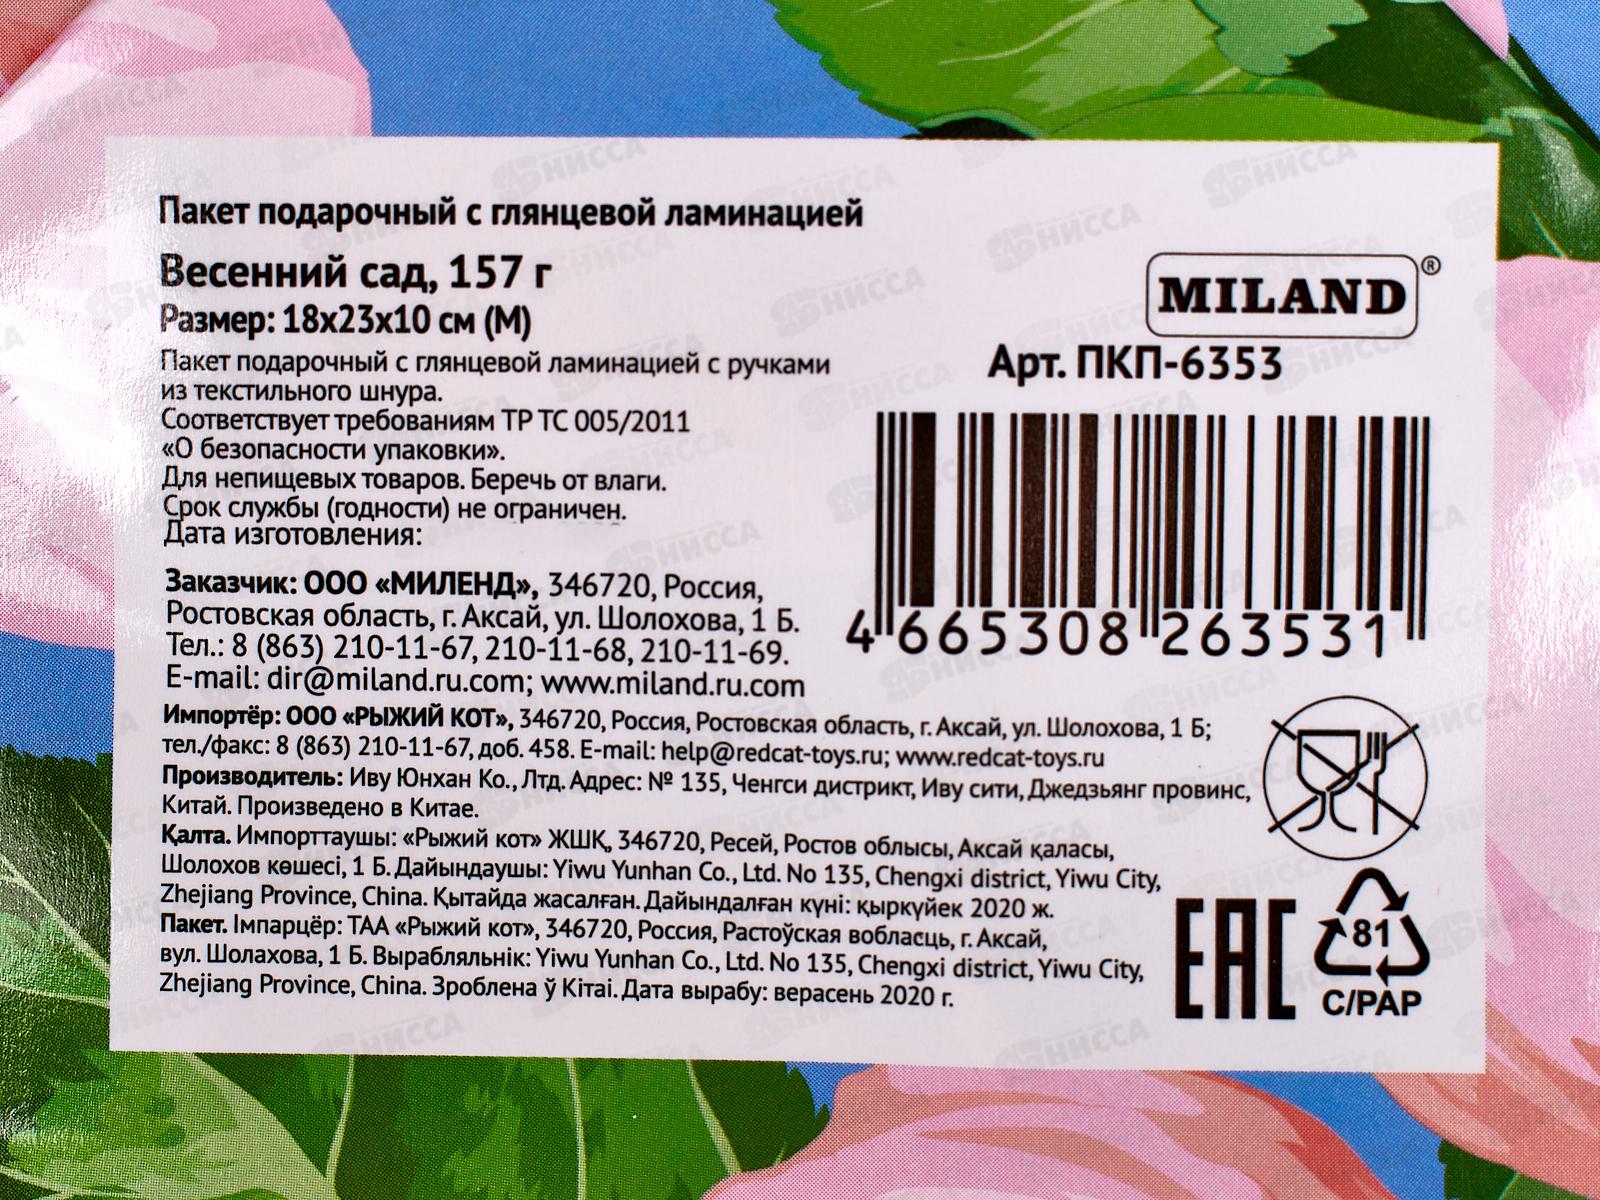 Пакет подарочный с глянцевой ламинацией
Весенний сад, 157 г
Размер: 18х23х10 см (М)
Пакет подарочный с глянцевой ламинацией с ручками
из текстильного шнура.
Соответствует требованиям ТР ТС 005/2011
«О безопасности упаковки».
Для непищевых товаров. Беречь от влаги.
Срок службы (годности) не ограничен.
Дата изготовления:
Заказчик: ООО «МИЛЕНД», 346720, Россия,
Ростовская область, г. Аксай, ул. Шолохова, 1 Б.
Тел.: 8 (863) 210-11-67, 210-11-68, 210-11-69.
E-mail: dir@miland.ru.com; www.miland.ru.com
MILAND®
Арт. ПКП-6353
4 665308 263531
Импортёр: ООО «РЫЖИЙ КОТ», 346720, Россия, Ростовская область, г. Аксай, ул. Шолохова, 1 Б;
тел./факс: 8 (863) 210-11-67, доб. 458. E-mail: help@redcat-toys.ru; www.redcat-toys.ru
Производитель: Иву Юнхан Ко., Лтд. Адрес: № 135, Ченгси дистрикт, Иву сити, Джедзьянг провинс,
Китай. Произведено в Китае.
Қалта. Импорттаушы: «Рыжий кот» ЖШҚ, 346720, Ресей, Ростов облысы, Аксай қаласы,
Шолохов көшесі, 1 Б. Дайындаушы: Yiwu Yunhan Co., Ltd. No 135, Chengxi district, Yiwu City,
Zhejiang Province, China. Қытайда жасалған. Дайындалған күні: қыркүйек 2020 ж.
Пакет. Імпарцёр: ТАА «Рыжий кот», 346720, Россия, Растоўская вобласць, г. Аксай,
вул. Шолахова, 1 Б. Вырабляльнік: Yiwu Yunhan Co., Ltd. No 135, Chengxi district, Yiwu City,
Zhejiang Province, China. Зроблена ў Кітаі. Дата вырабу: верасень 2020 г.
EAC
81
C/PAP
НИССА